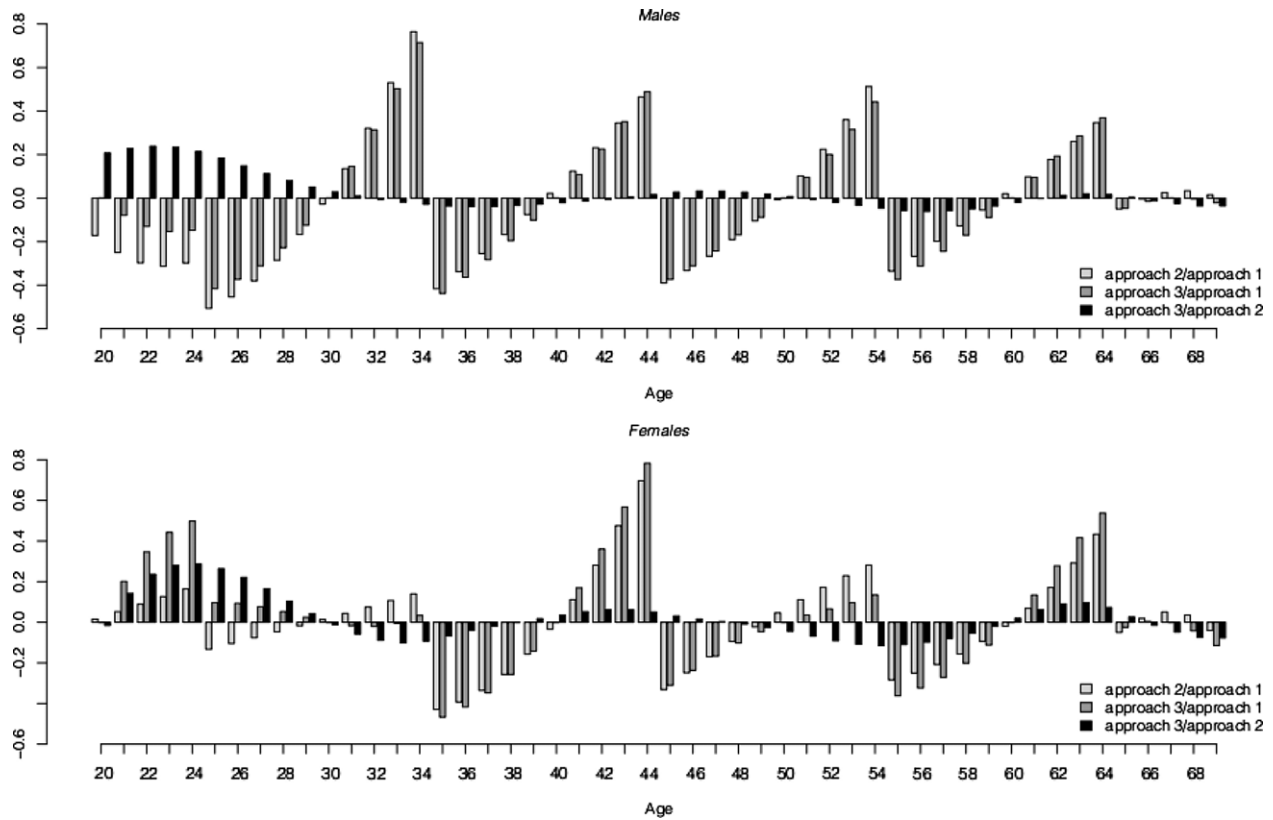 Males
0.8
0.6
0.4
0.2
0.0
−0.2
−0.4
−0.6
approach 2/approach 1
approach 3/approach 1
approach 3/approach 2
20 22 24 26 28 30 32 34 36 38 40 42 44 46 48 50 52 54 56 58 60 62 64 66 68
Age
Females
0.8
0.6
0.4
0.2
0.0
−0.2
−0.6
approach 2/approach 1
approach 3/approach 1
approach 3/approach 2
20 22 24 26 28 30 32 34 36 38 40 42 44 46 48 50 52 54 56 58 60 62 64 66 68
Age